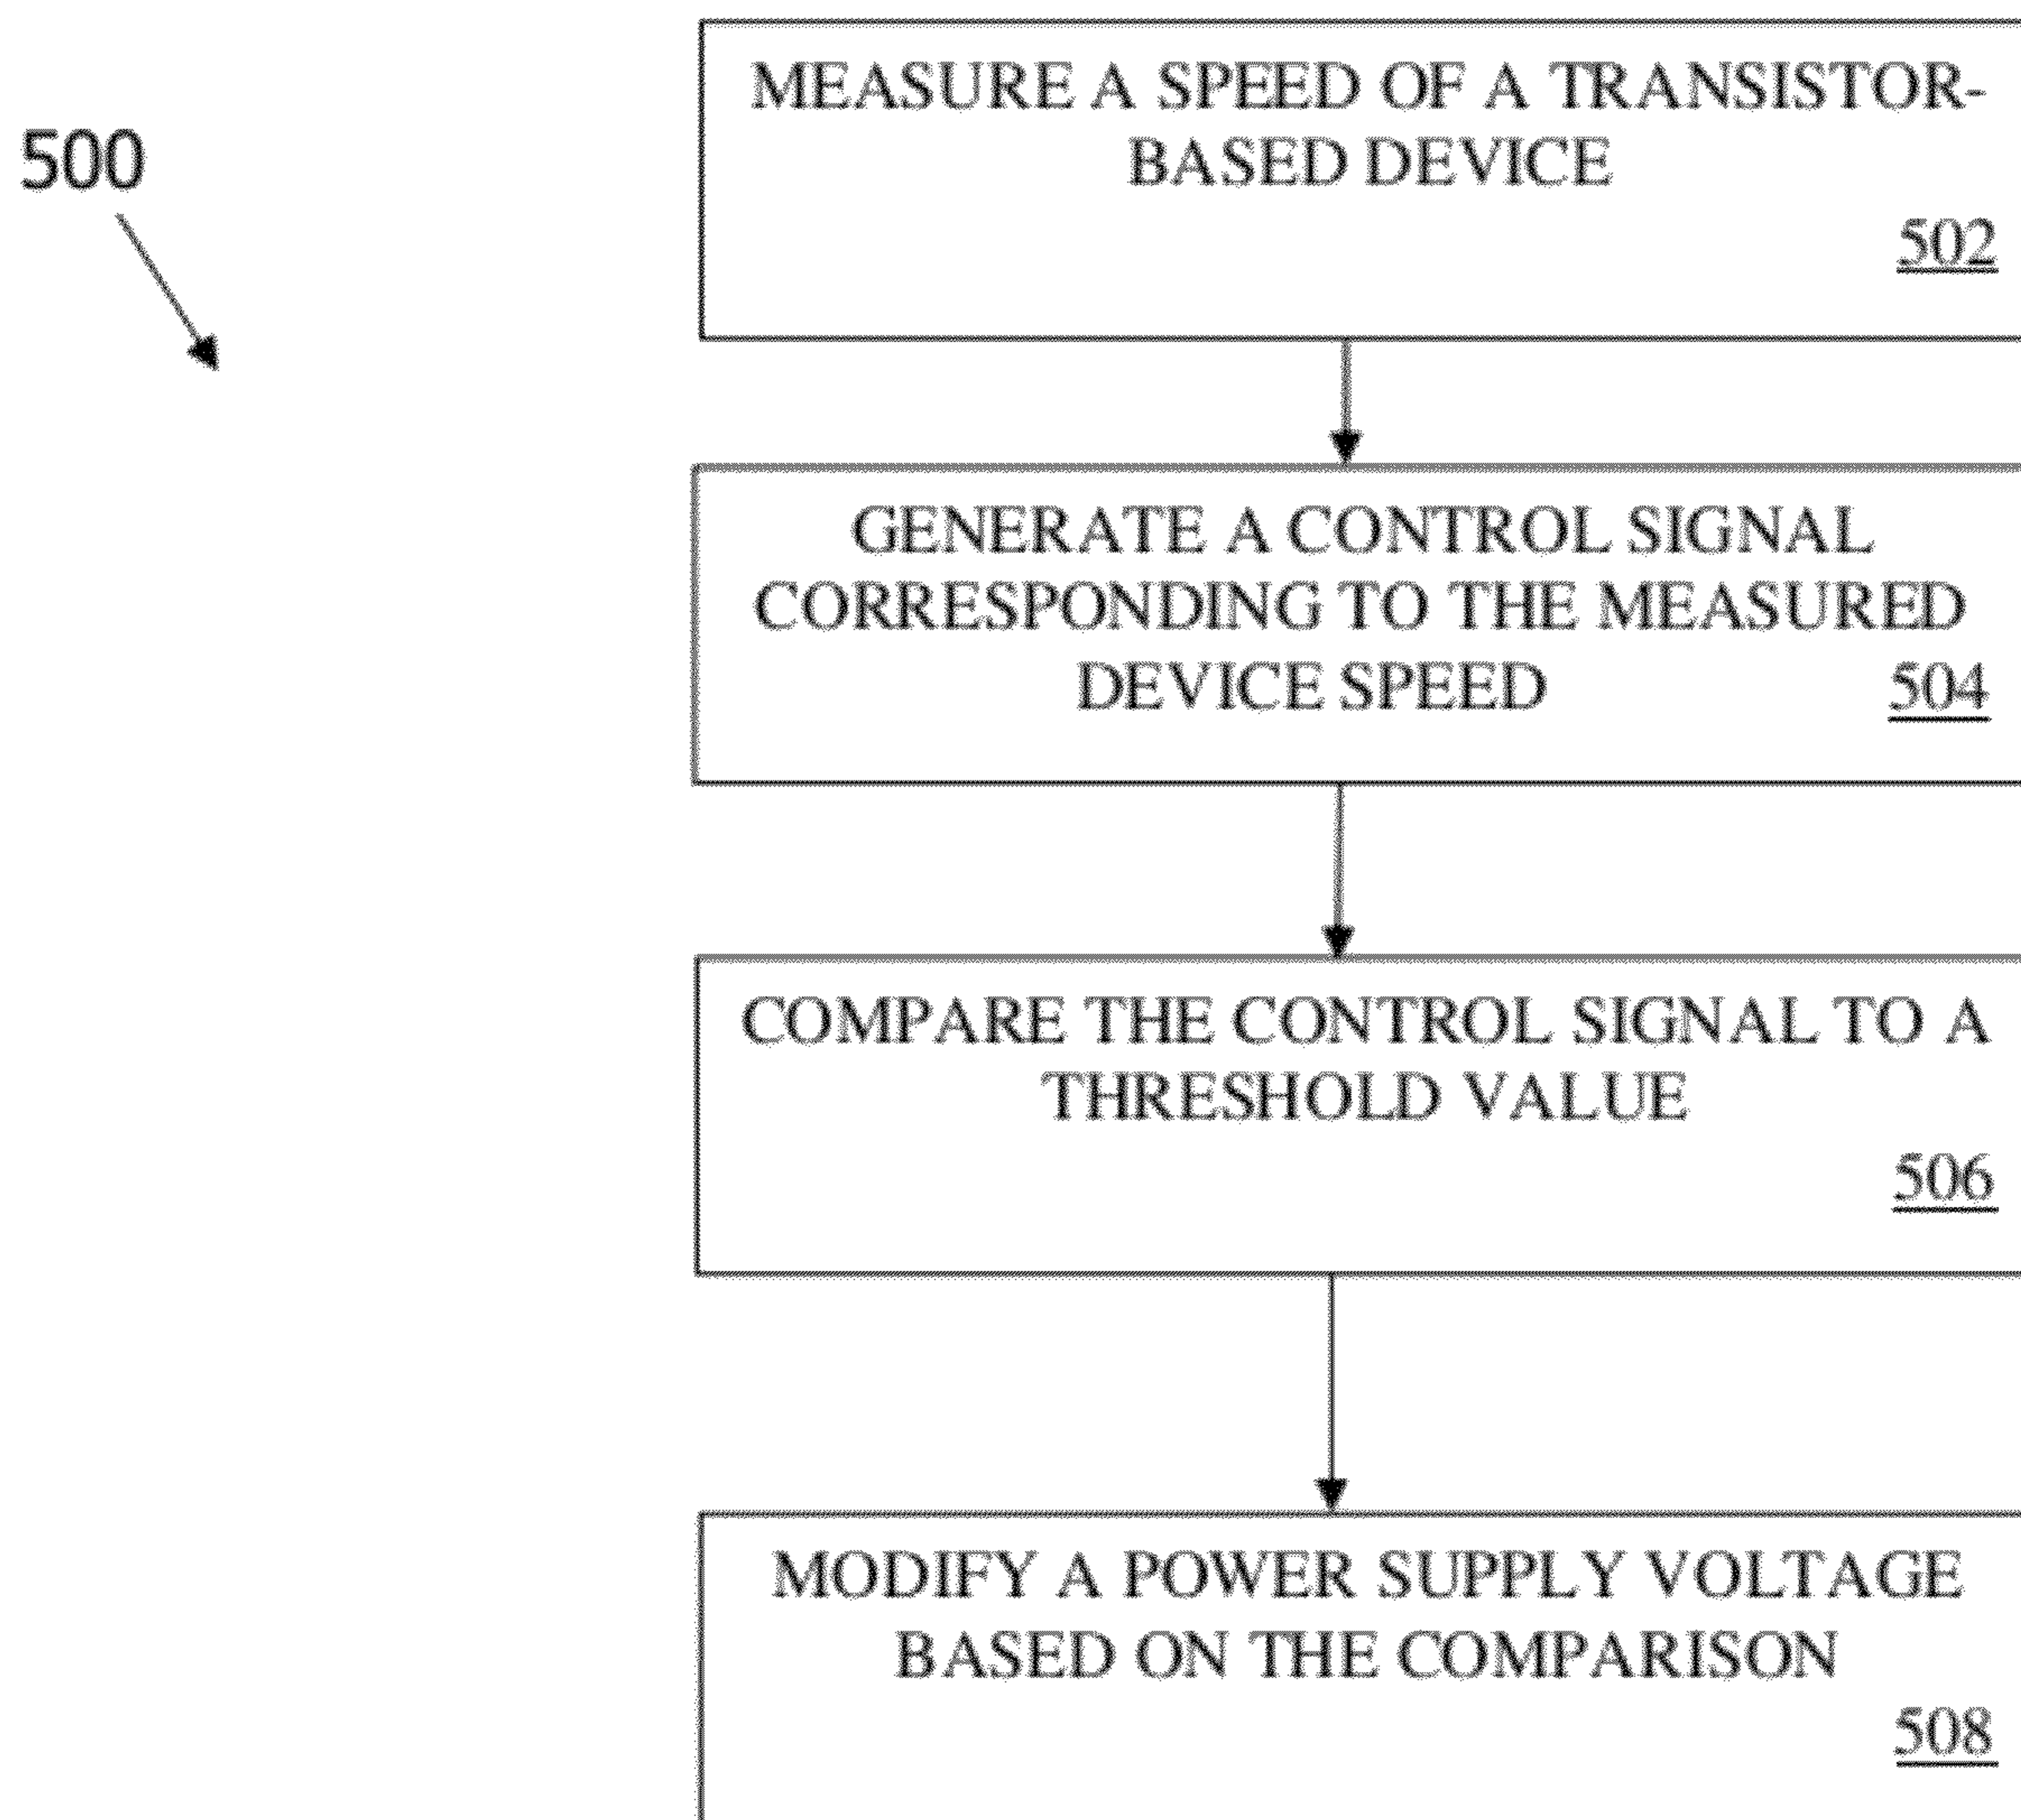 MEASURE A SPEED OF A TRANSISTOR-
BASED DEVICE
500
502
GENERATE A CONTROL SIGNAL
CORRESPONDING TO THE MEASURED
DEVICE SPEED 504
COMPARE THE CONTROL SIGNAL TO A
THRESHOLD VALUE
506
MODIFY A POWER SUPPLY VOLTAGE
BASED ON THE COMPARISON
508